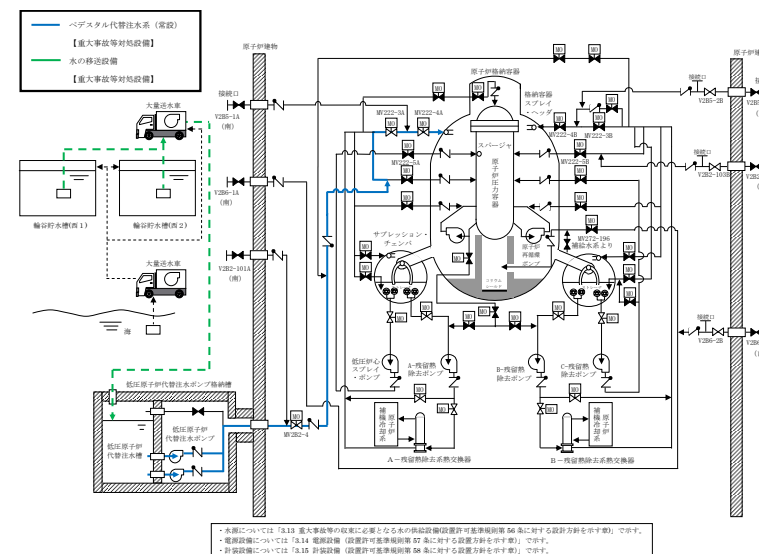 ペデスタル代替注水系（常設）
【重大事故等対処設備】
水の移送設備
【重大事故等対処設備】
原子炉建物
大量送水車
接続口
V2B5-1A
(南)
輪谷貯水槽(西1)
輪谷貯水槽(西2)
V2B6-1A
(南)
大量送水車
V2B2-101A
(南)
海
低圧原子炉代替注水ポンプ格納槽
低圧原子炉
代替注水槽
低圧原子炉
代替注水ポンプ
MV2B2-4
原子炉格納容器
格納容器
スプレイ
・ヘッダ
MV222-3A
MV222-4A
MV222-4B
MV222-3B
スパージャ
MV222-5A
MV222-5B
原子炉圧力容器
サプレッション・
チェンバ
原子炉
再循環
ポンプ
MV272-196
補給水系より
低圧炉心
スプレイ
・ポンプ
A-残留熱
除去ポンプ
B-残留熱
除去ポンプ
C-残留熱
除去ポンプ
原子炉
補機冷却系
原子炉
補機冷却系
A－残留熱除去系熱交換器
B－残留熱除去系熱交換器
接続口
V2B5-2B
接続口
V2B2-103B
接続口
V2B6-2B
・水源については「3.13 重大事故等の収束に必要となる水の供給設備(設置許可基準規則第 56 条に対する設計方針を示す章)」で示す。
・電源設備については「3.14 電源設備（設置許可基準規則第 57 条に対する設置方針を示す章）」で示す。
・計装設備については「3.15 計装設備（設置許可基準規則第 58 条に対する設置方針を示す章）」で示す。